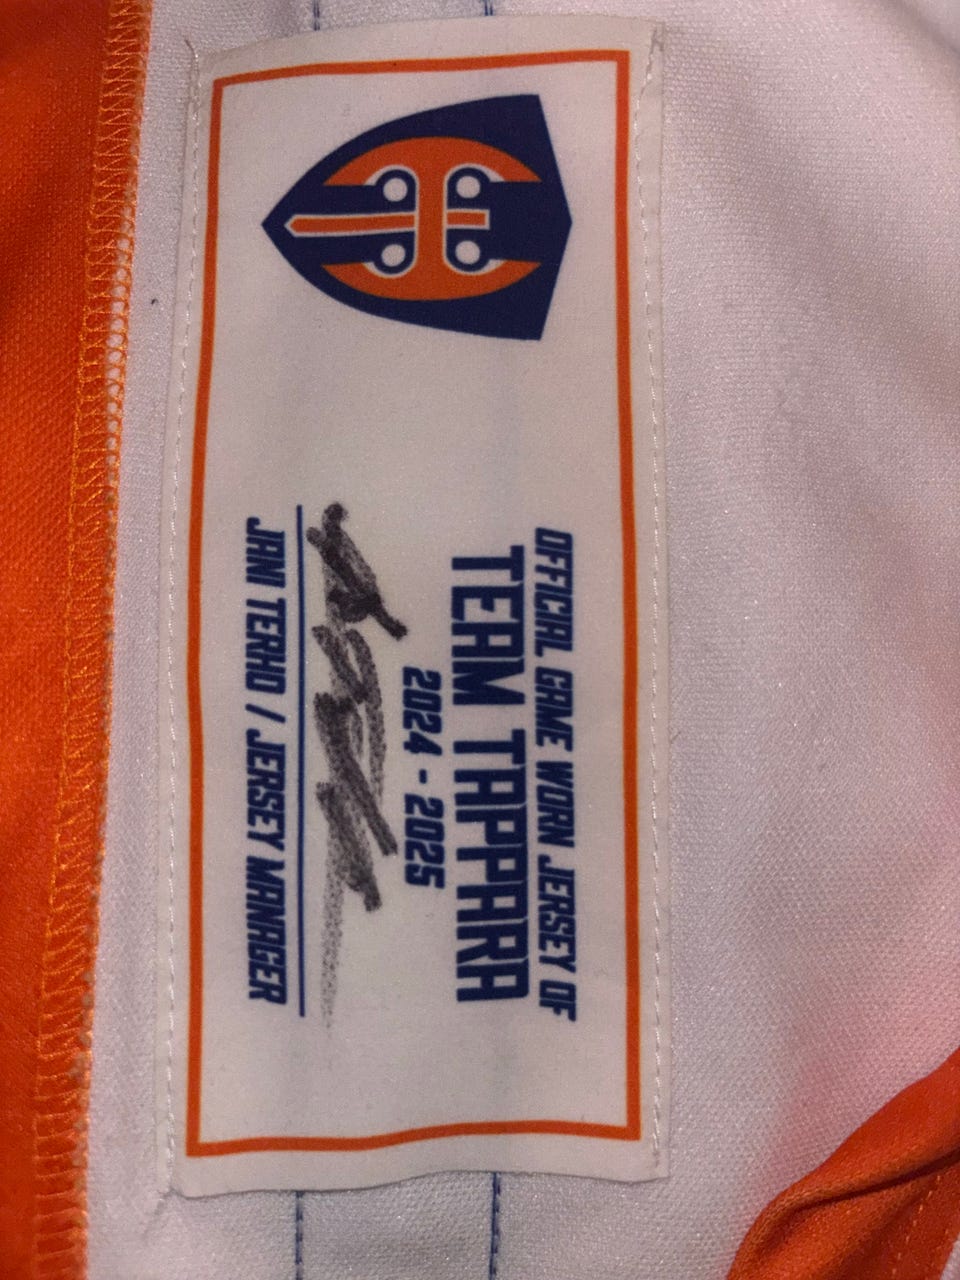 OFFICIAL GAME WORN JERSEY OF
TEAM TAPPARA
2024 - 2025
JANI TERHO / JERSEY MANAGER